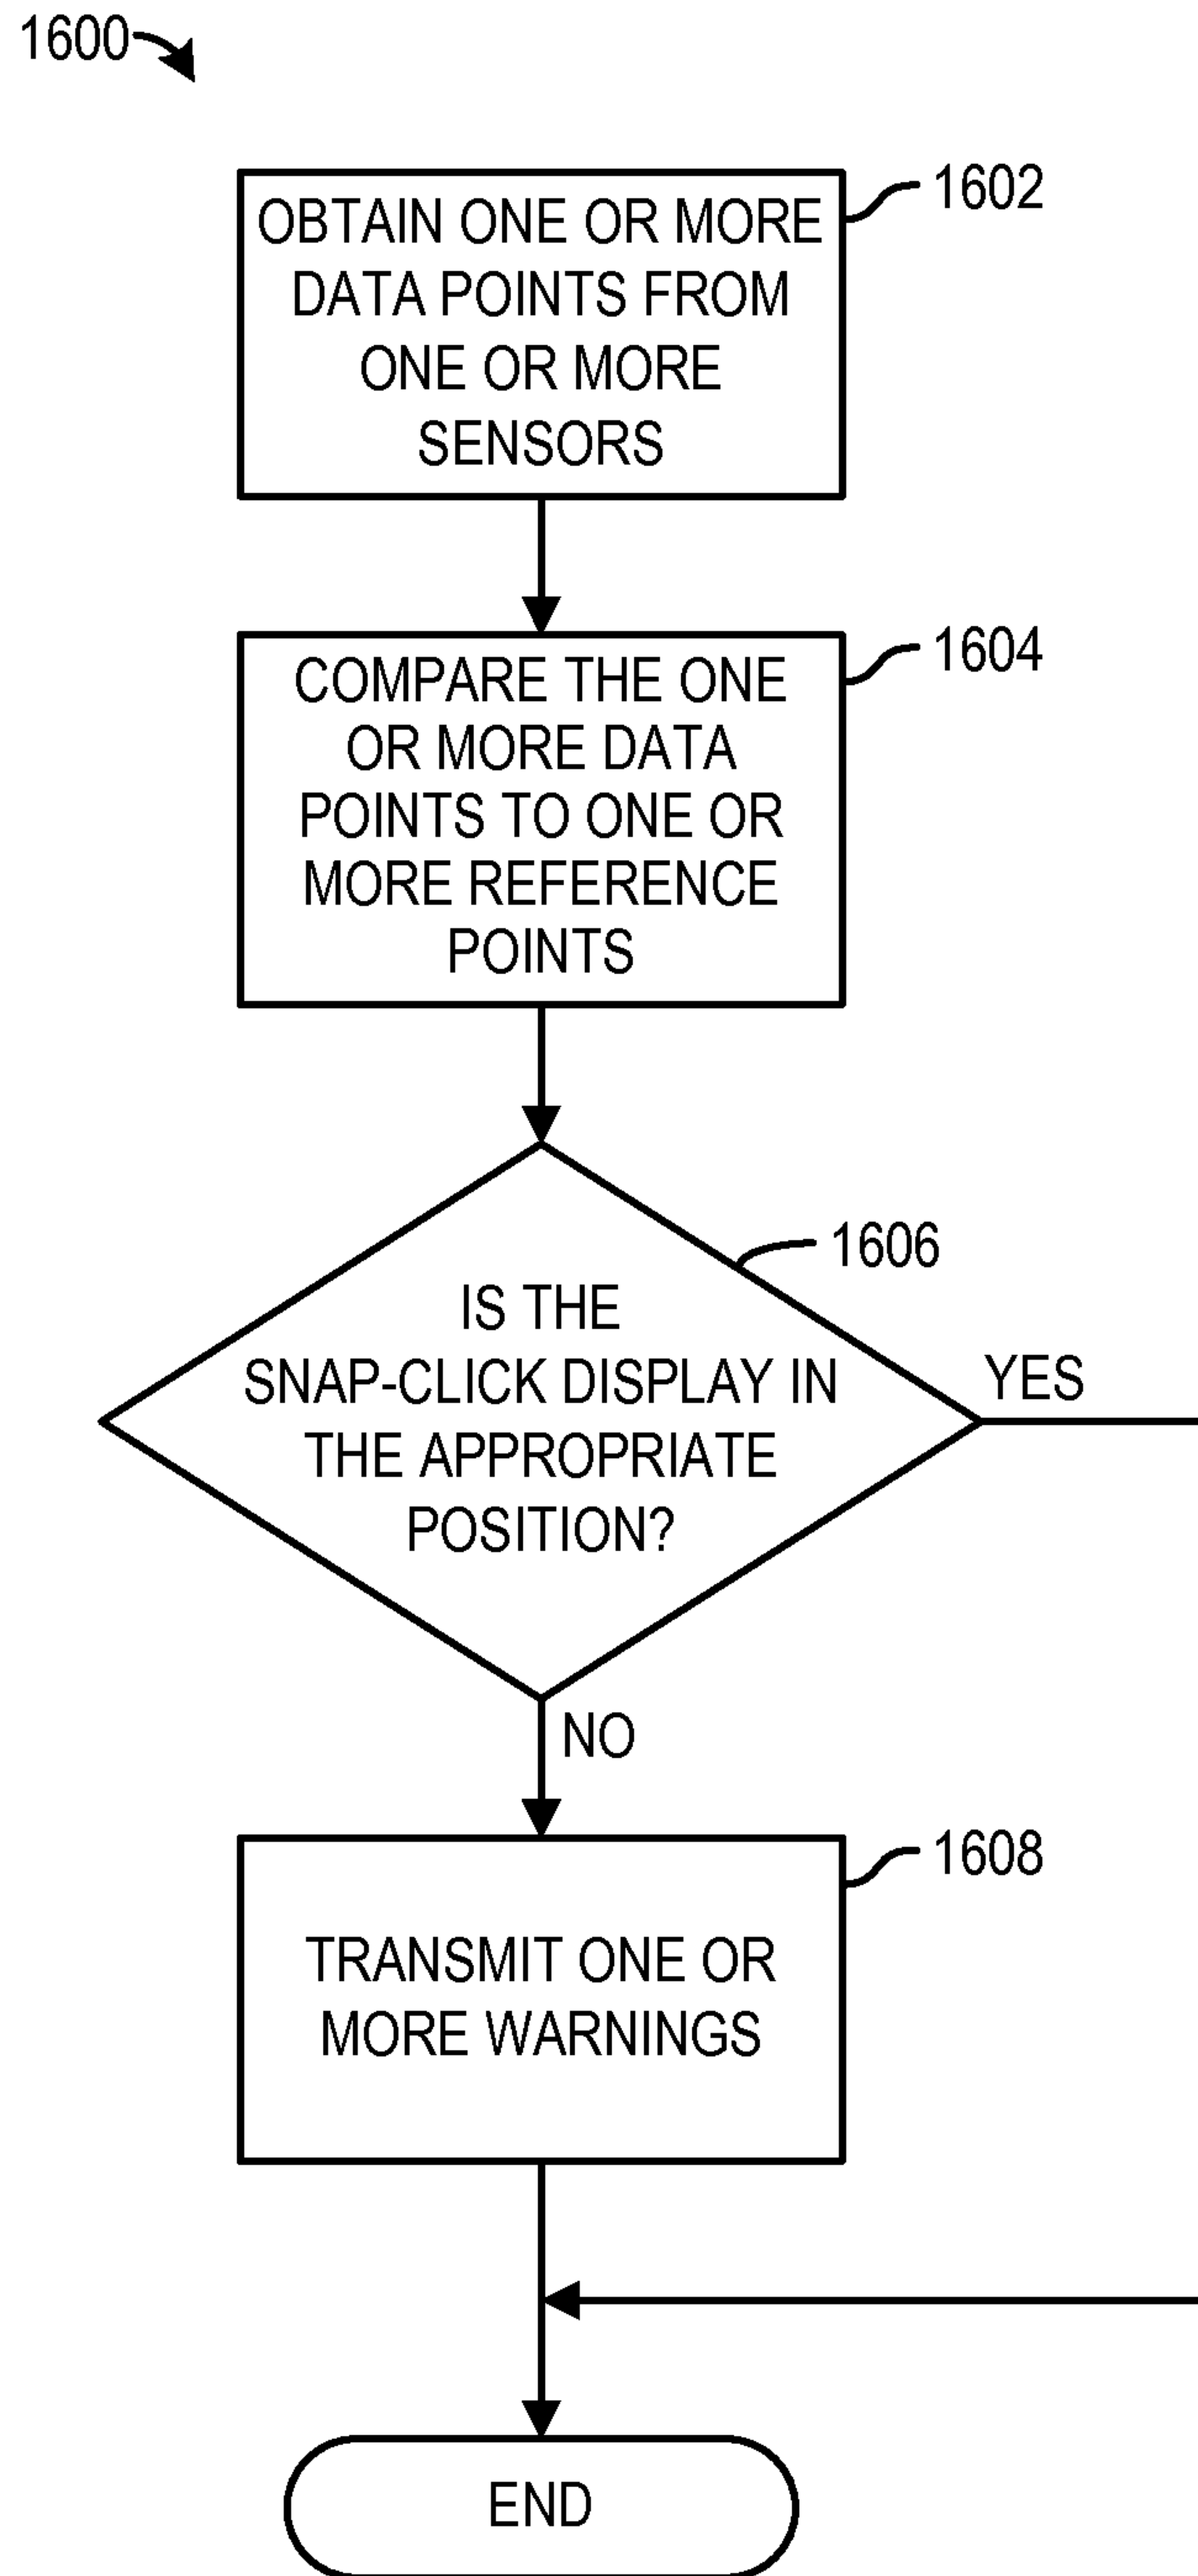 1600
OBTAIN ONE OR MORE
DATA POINTS FROM
ONE OR MORE
SENSORS
1602
COMPARE THE ONE
OR MORE DATA
POINTS TO ONE OR
MORE REFERENCE
POINTS
1604
IS THE
SNAP-CLICK DISPLAY IN
THE APPROPRIATE
POSITION?
1606
YES
NO
TRANSMIT ONE OR
MORE WARNINGS
1608
END